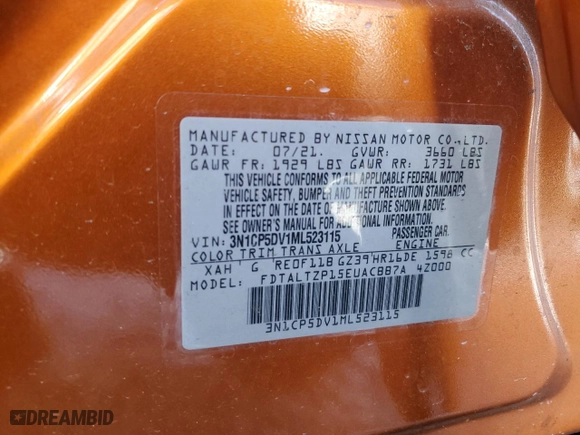 MANUFACTURED BY NISSAN MOTOR CO.,LTD.
DATE: 07/21. GVWR: 3660 LBS
GAWR FR: 1929 LBS GAWR RR: 1731 LBS
THIS VEHICLE CONFORMS TO ALL APPLICABLE FEDERAL MOTOR
VEHICLE SAFETY, BUMPER AND THEFT PREVENTION STANDARDS
IN EFFECT ON THE DATE OF MANUFACTURE SHOWN ABOVE.
SEE OWNER'S MANUAL FOR ADDITIONAL INFORMATION.
VIN: 3N1CP5DV1ML523115 PASSENGER CAR.
COLOR TRIM TRANS AXLE ENGINE
XAH ' G RE0F11B GZ39 HR16DE 1598 CC
FDTALTZP15EUACBB7A 4Z000
3N1CP5DV1ML523115
DREAMBID